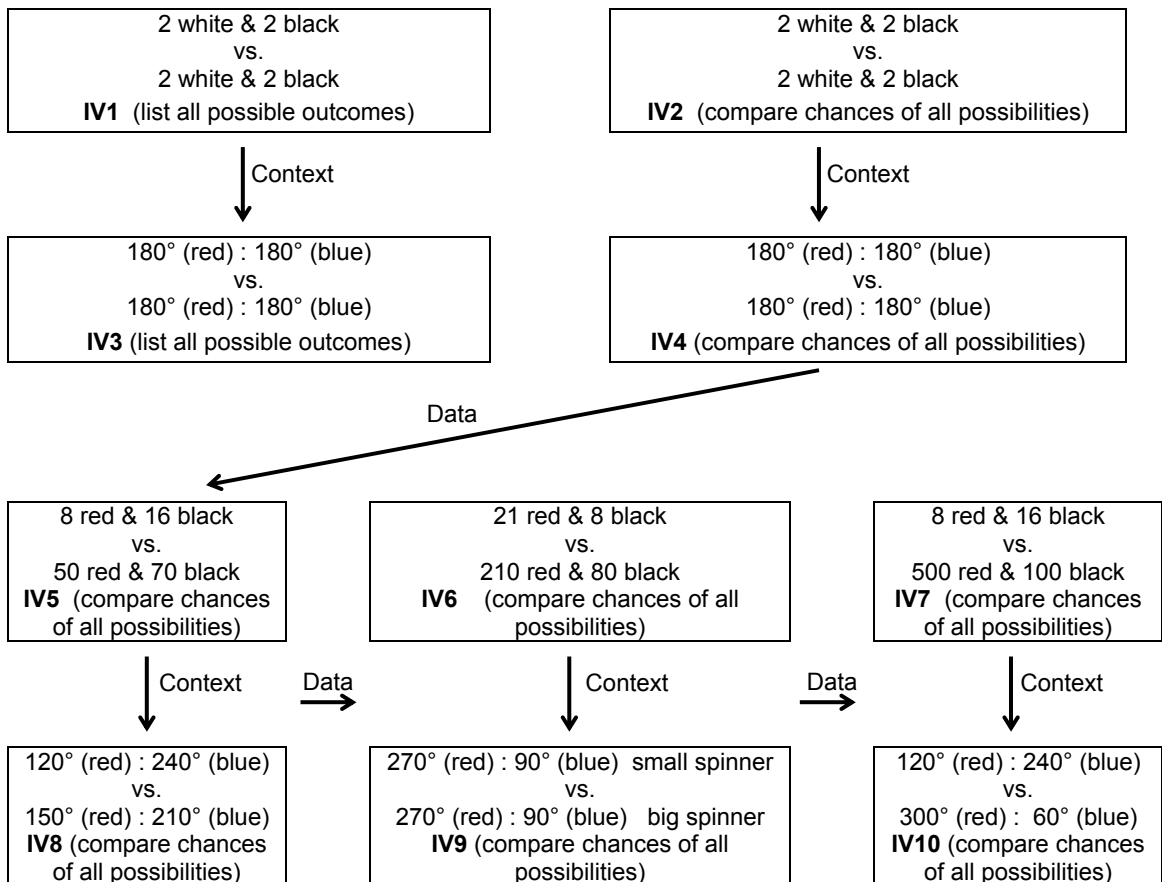 2 white & 2 black
vs.
2 white & 2 black
IV1 (list all possible outcomes)
2 white & 2 black
vs.
2 white & 2 black
IV2 (compare chances of all possibilities)
Context
Context
180° (red) : 180° (blue)
vs.
180° (red) : 180° (blue)
IV3 (list all possible outcomes)
180° (red) : 180° (blue)
vs.
180° (red) : 180° (blue)
IV4 (compare chances of all possibilities)
Data
8 red & 16 black
vs.
50 red & 70 black
IV5 (compare chances
of all possibilities)
21 red & 8 black
vs.
210 red & 80 black
IV6 (compare chances of all
possibilities)
8 red & 16 black
vs.
500 red & 100 black
IV7 (compare chances
of all possibilities)
Context
Data
Context
Data
Context
120° (red) : 240° (blue)
vs.
150° (red) : 210° (blue)
IV8 (compare chances
of all possibilities)
270° (red) : 90° (blue) small spinner
vs.
270° (red) : 90° (blue) big spinner
IV9 (compare chances of all
possibilities)
120° (red) : 240° (blue)
vs.
300° (red) : 60° (blue)
IV10 (compare chances
of all possibilities)